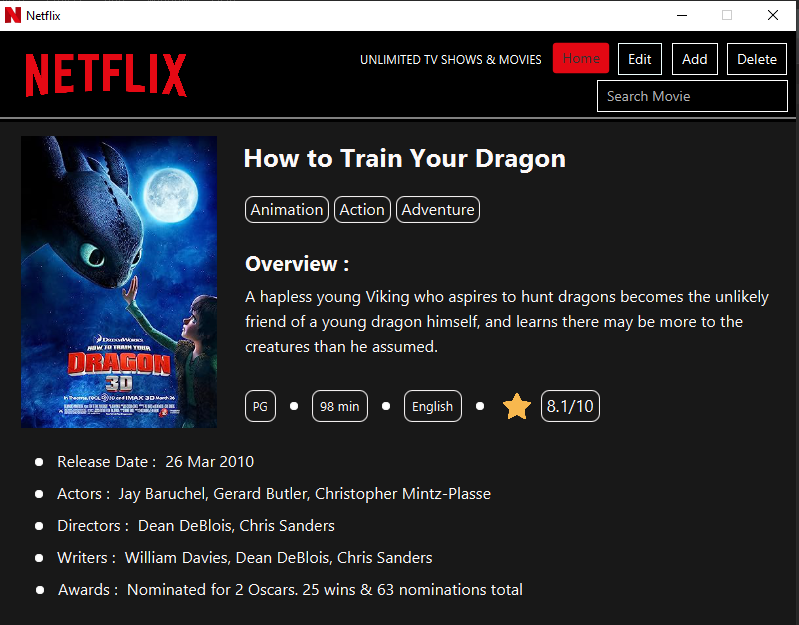 Netflix
NETFLIX
UNLIMITED TV SHOWS & MOVIES
Home
Edit
Add
Delete
Search Movie
DREAMWORKS
HOW TO TRAIN YOUR
DRAGON
3D
How to Train Your Dragon
Animation
Action
Adventure
Overview :
A hapless young Viking who aspires to hunt dragons becomes the unlikely
friend of a young dragon himself, and learns there may be more to the
creatures than he assumed.
PG
98 min
English
8.1/10
Release Date : 26 Mar 2010
Actors : Jay Baruchel, Gerard Butler, Christopher Mintz-Plasse
Directors : Dean DeBlois, Chris Sanders
Writers : William Davies, Dean DeBlois, Chris Sanders
Awards : Nominated for 2 Oscars. 25 wins & 63 nominations total